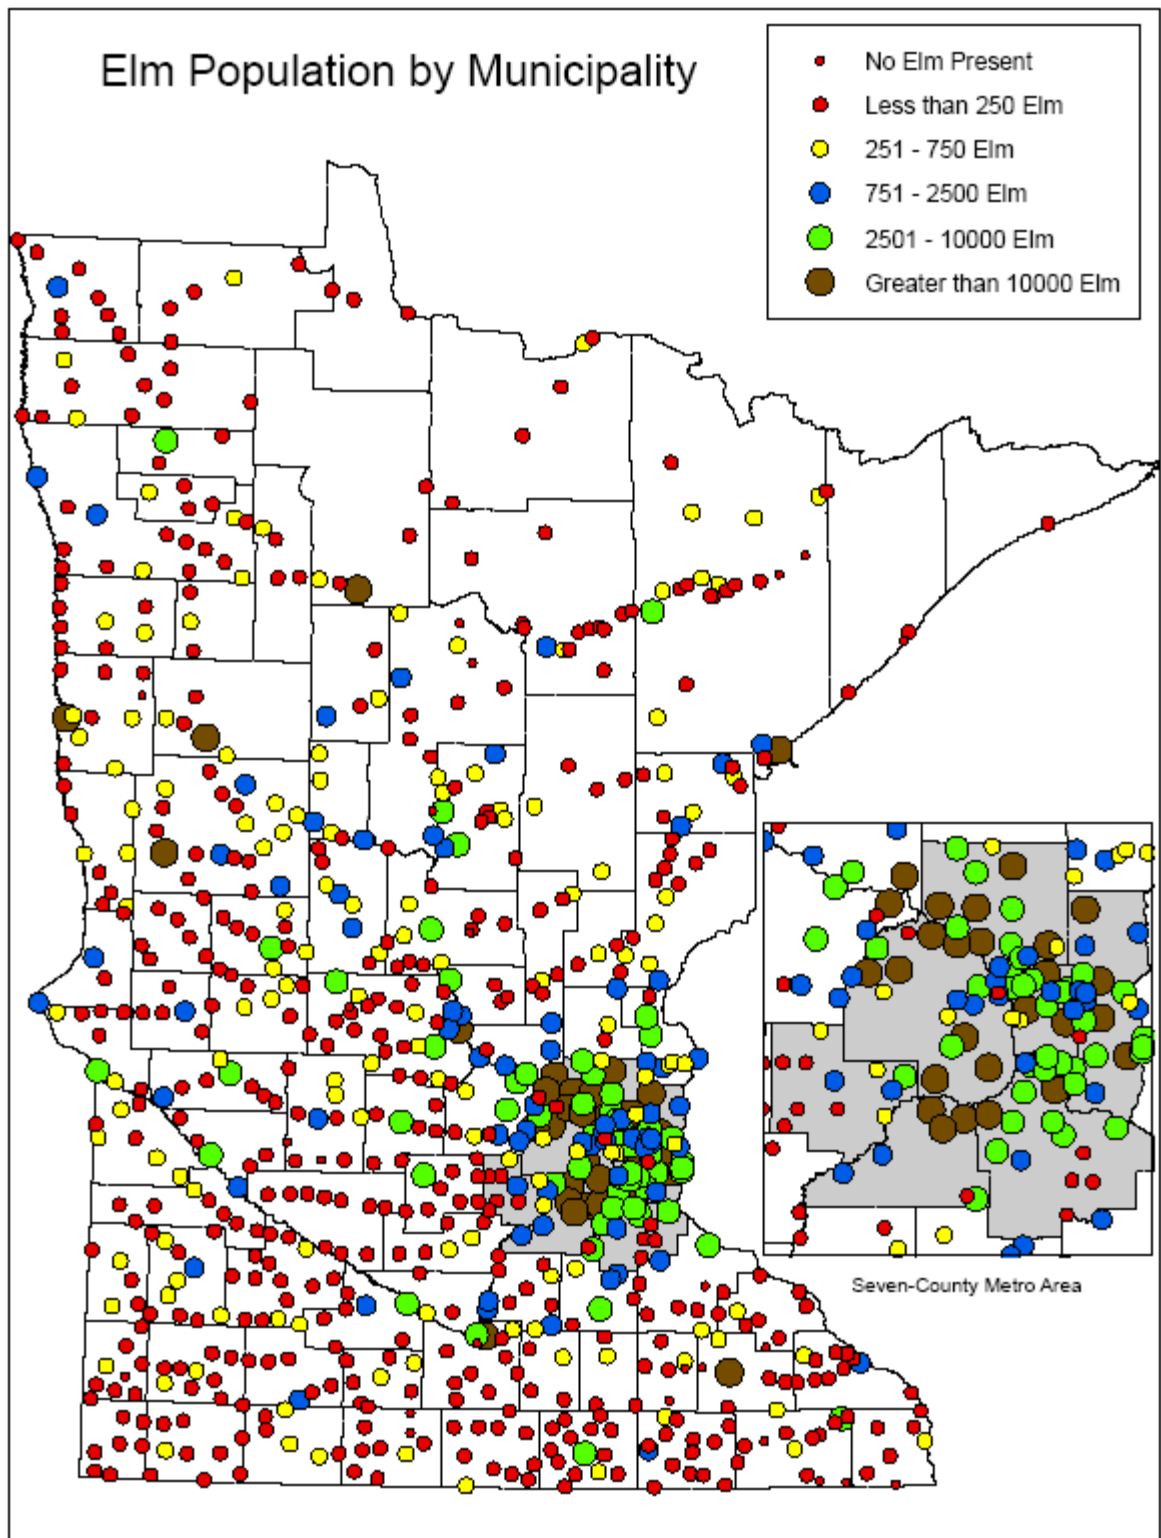 Elm Population by Municipality
No Elm Present
Less than 250 Elm
251 - 750 Elm
751 - 2500 Elm
2501 - 10000 Elm
Greater than 10000 Elm
Seven-County Metro Area